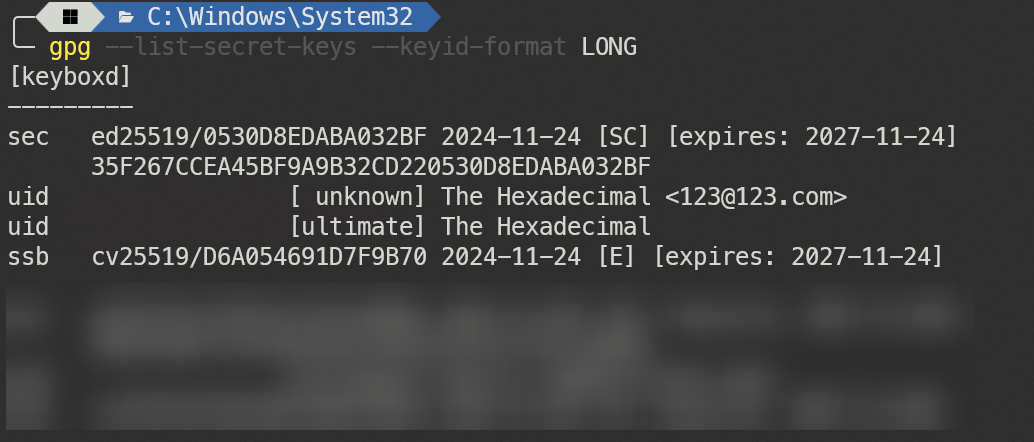 C:\Windows\System32
gpg --list-secret-keys --keyid-format LONG
[keyboxd]
---------
sec   ed25519/0530D8EDABA032BF 2024-11-24 [SC] [expires: 2027-11-24]
      35F267CCEA45BF9A9B32CD220530D8EDABA032BF
uid                 [ unknown] The Hexadecimal <123@123.com>
uid                 [ultimate] The Hexadecimal
ssb   cv25519/D6A054691D7F9B70 2024-11-24 [E] [expires: 2027-11-24]